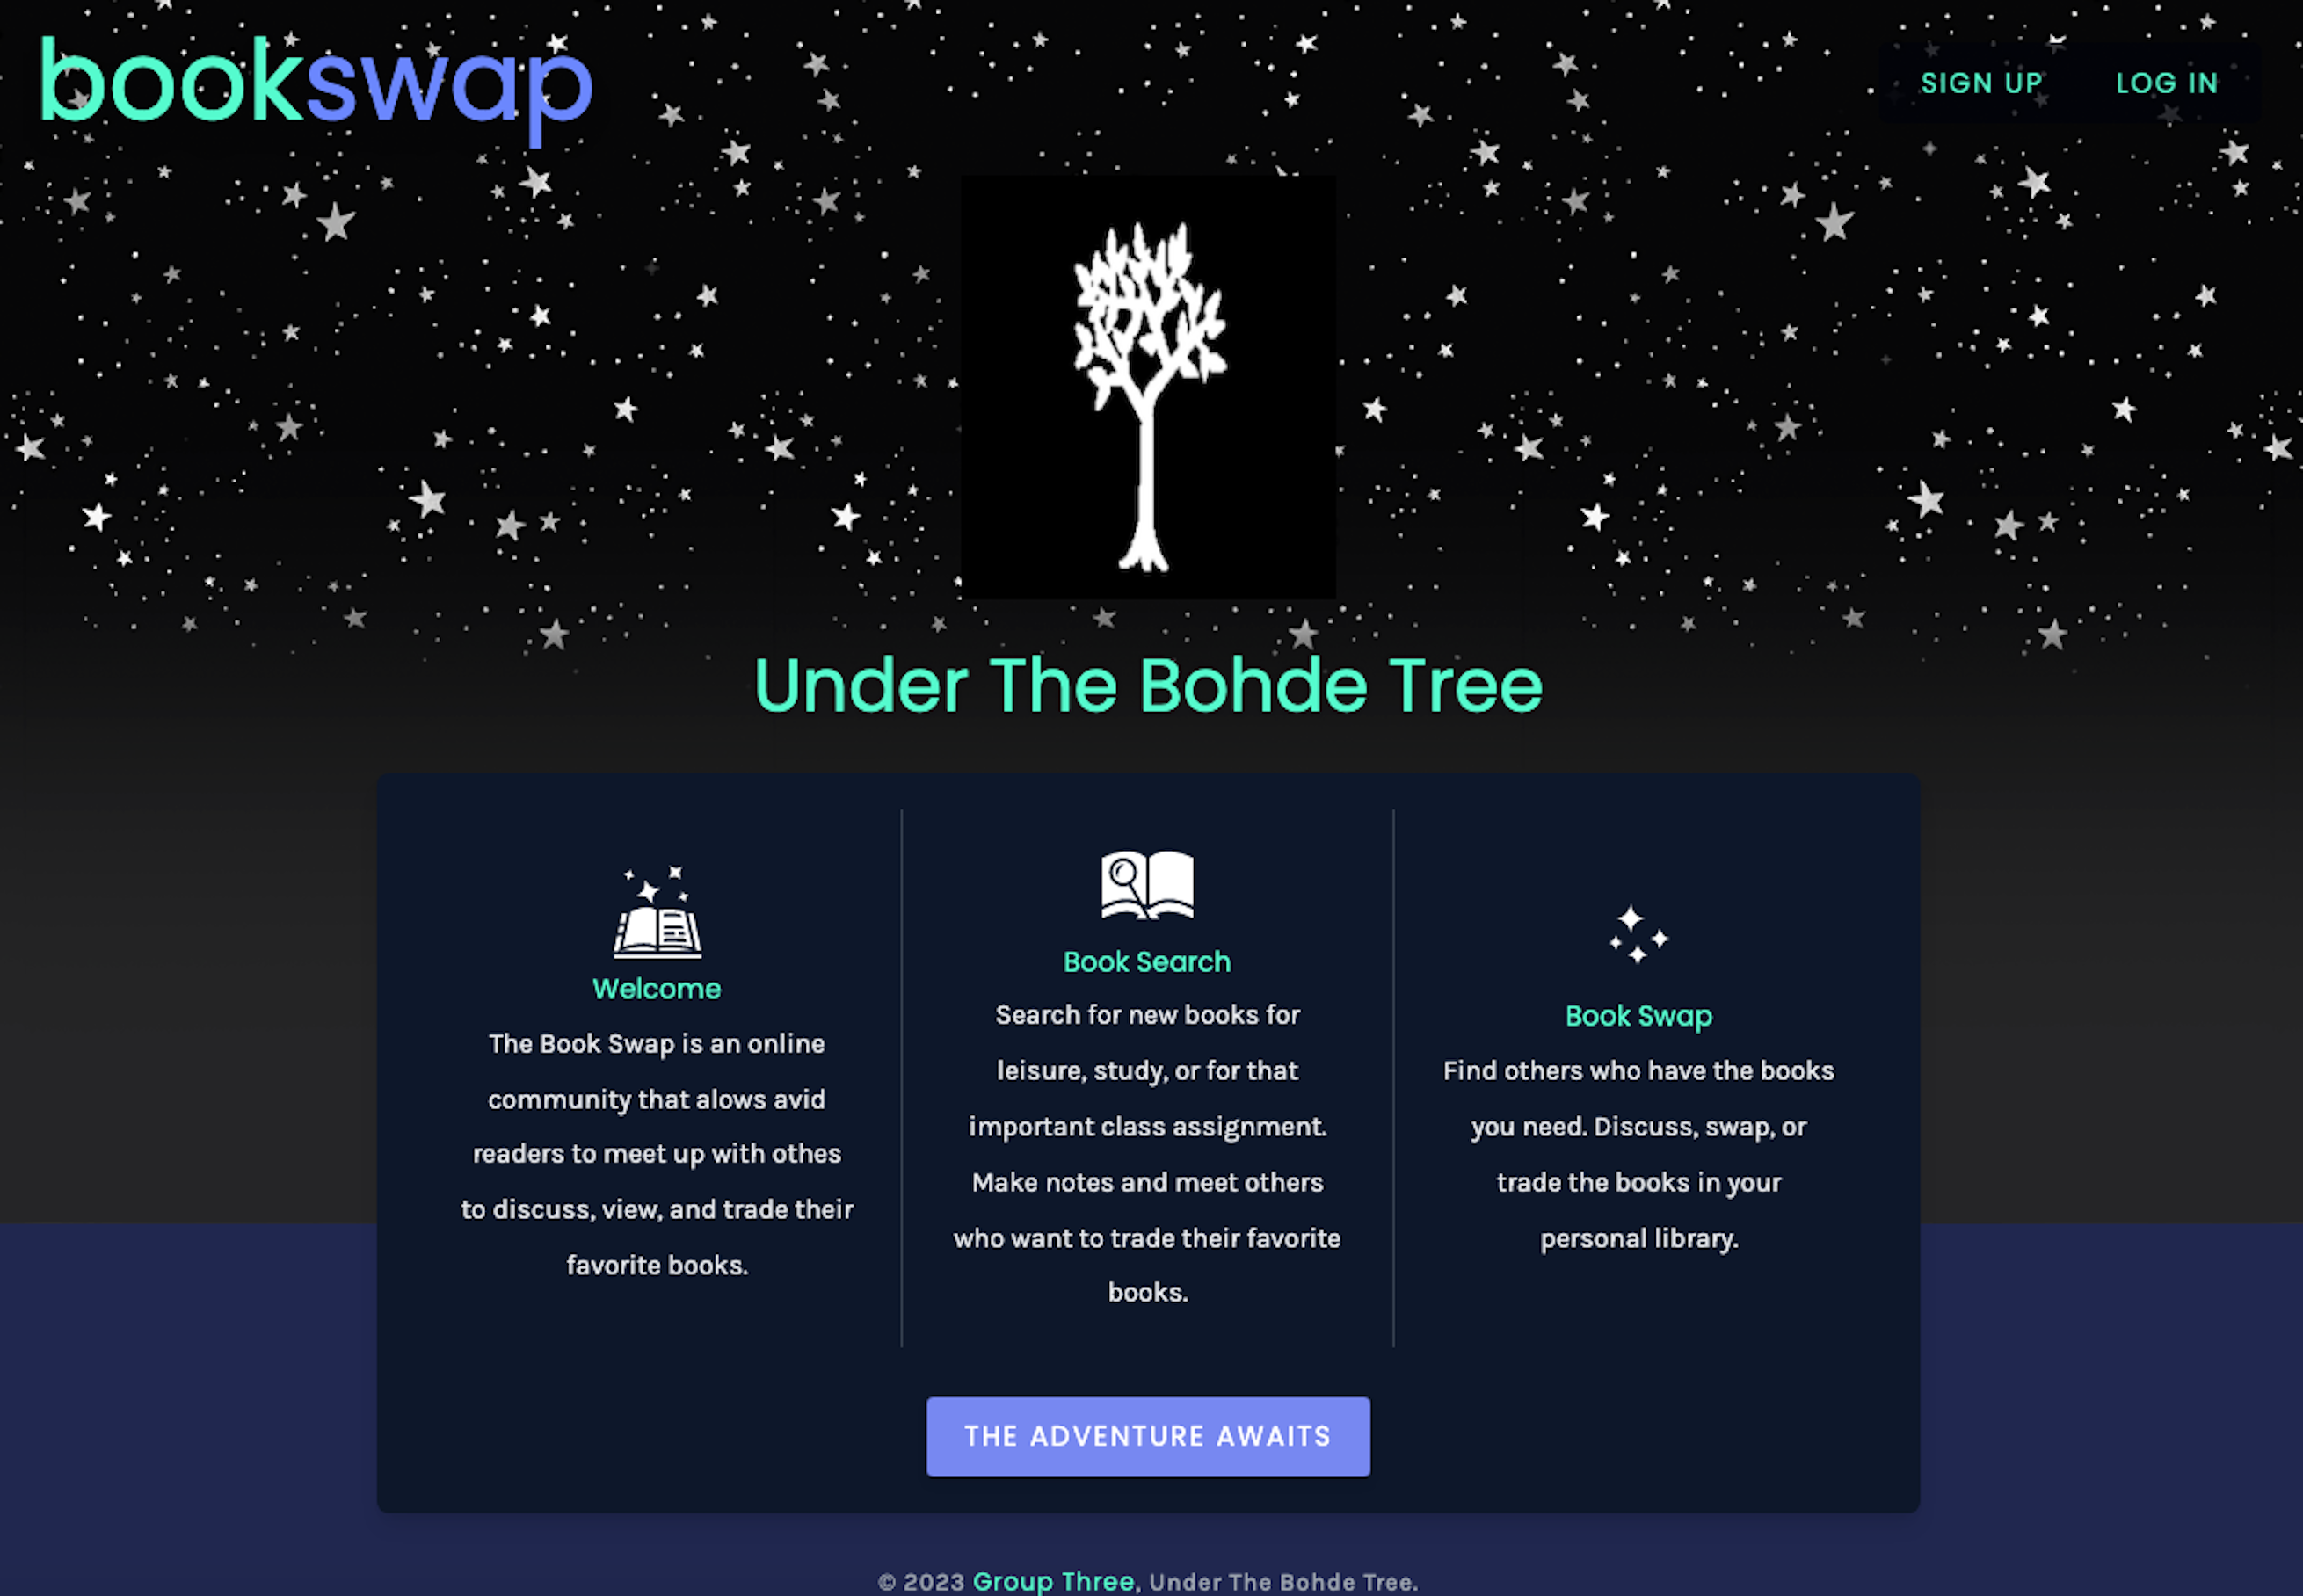 bookswap
SIGN UP LOG IN
Under The Bohde Tree
Welcome
The Book Swap is an online
community that alows avid
readers to meet up with othes
to discuss, view, and trade their
favorite books.
Book Search
Search for new books for
leisure, study, or for that
important class assignment.
Make notes and meet others
who want to trade their favorite
books.
Book Swap
Find others who have the books
you need. Discuss, swap, or
trade the books in your
personal library.
THE ADVENTURE AWAITS
© 2023 Group Three, Under The Bohde Tree.